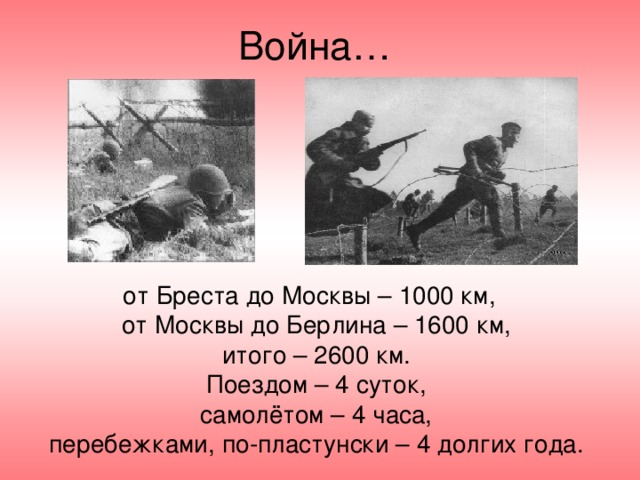 Война…
от Бреста до Москвы – 1000 км,
от Москвы до Берлина – 1600 км,
итого – 2600 км.
Поездом – 4 суток,
самолётом – 4 часа,
перебежками, по-пластунски – 4 долгих года.